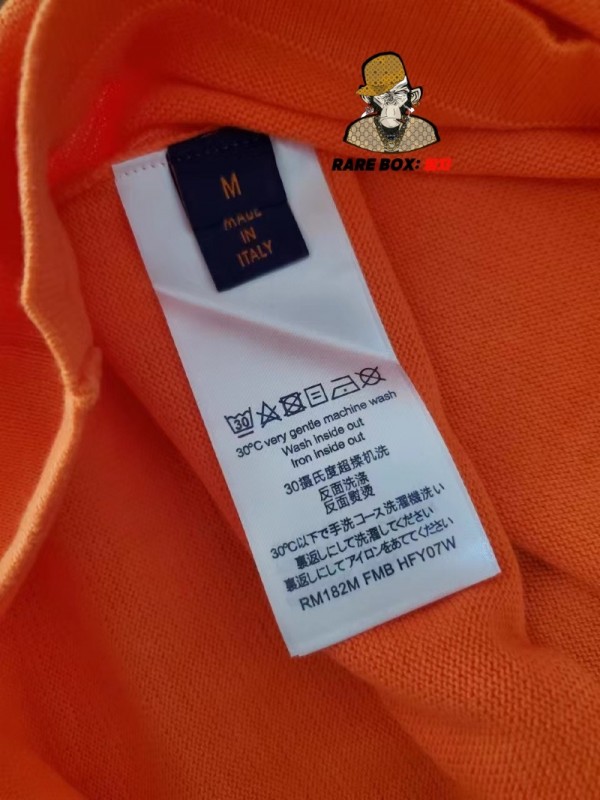 RARE BOX:
M
MADE
IN
ITALY
30
30°C very gentle machine wash
Wash inside out
Iron inside out
30摄氏度超揉机洗
反面洗涤
反面熨烫
30℃以下で手洗コース洗濯機洗い
裏返しにして洗濯してください
裏返しにしてアイロンをあててください
RM182M FMB HFY07W